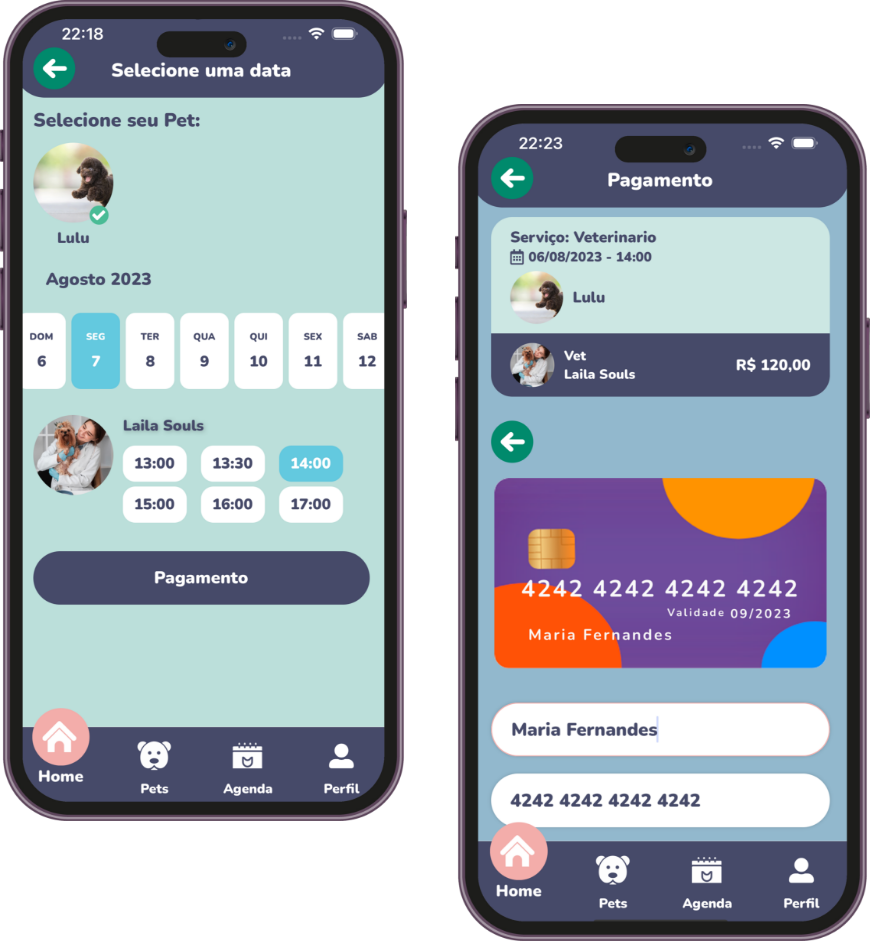 22:18
Selecione uma data
Selecione seu Pet:
Lulu
Agosto 2023
DOM SEG TER QUA QUI SEX SAB
6 7 8 9 10 11 12
Laila Souls
13:00 13:30 14:00
15:00 16:00 17:00
Pagamento
Home Pets Agenda Perfil
22:23
Pagamento
Serviço: Veterinario
06/08/2023 - 14:00
Lulu
Vet
Laila Souls
R$ 120,00
4242 4242 4242 4242
Validade 09/2023
Maria Fernandes
Maria Fernandes
4242 4242 4242 4242
Home Pets Agenda Perfil